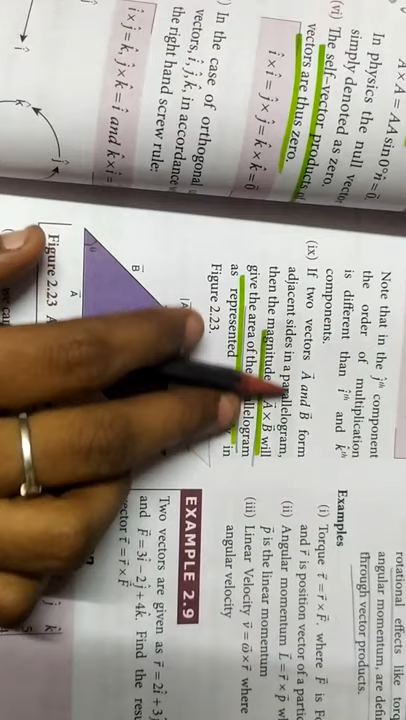 A × A = AA sin 0° n̂ = 0̄
In physics the null vector
simply denoted as zero.
(vi) The self-vector products of
vectors are thus zero.
î × î = ĵ × ĵ = k̂ × k̂ = 0̄
) In the case of orthogonal
vectors, î, ĵ, k̂, in accordance
the right hand screw rule:
î × ĵ = k̂, ĵ × k̂ = î and k̂ × î =
ĵ
î
k̂
ĵ
Note that in the ĵᵗʰ component
the order of multiplication
is different than îᵗʰ and k̂ᵗʰ
components.
(ix) If two vectors A⃗ and B⃗ form
adjacent sides in a parallelogram,
then the magnitude A⃗ × B⃗ will
give the area of the
as represented in
Figure 2.23.
B̄
Ā
Figure 2.23
we can
rotational effects like
angular momentum, are
through vector products.
Examples
(i) Torque τ⃗ = r⃗ × F⃗. where F⃗ is
and r⃗ is position vector of a
(ii) Angular momentum L⃗ = r⃗ × p⃗
p⃗ is the linear momentum
(iii) Linear Velocity v⃗ = ω⃗ × r⃗ where
angular velocity
EXAMPLE 2.9
Two vectors are given as r⃗ = 2î + 3
and F⃗ = 3î − 2ĵ + 4k̂. Find the
τ⃗ = r⃗ × F⃗
ĵ k̂